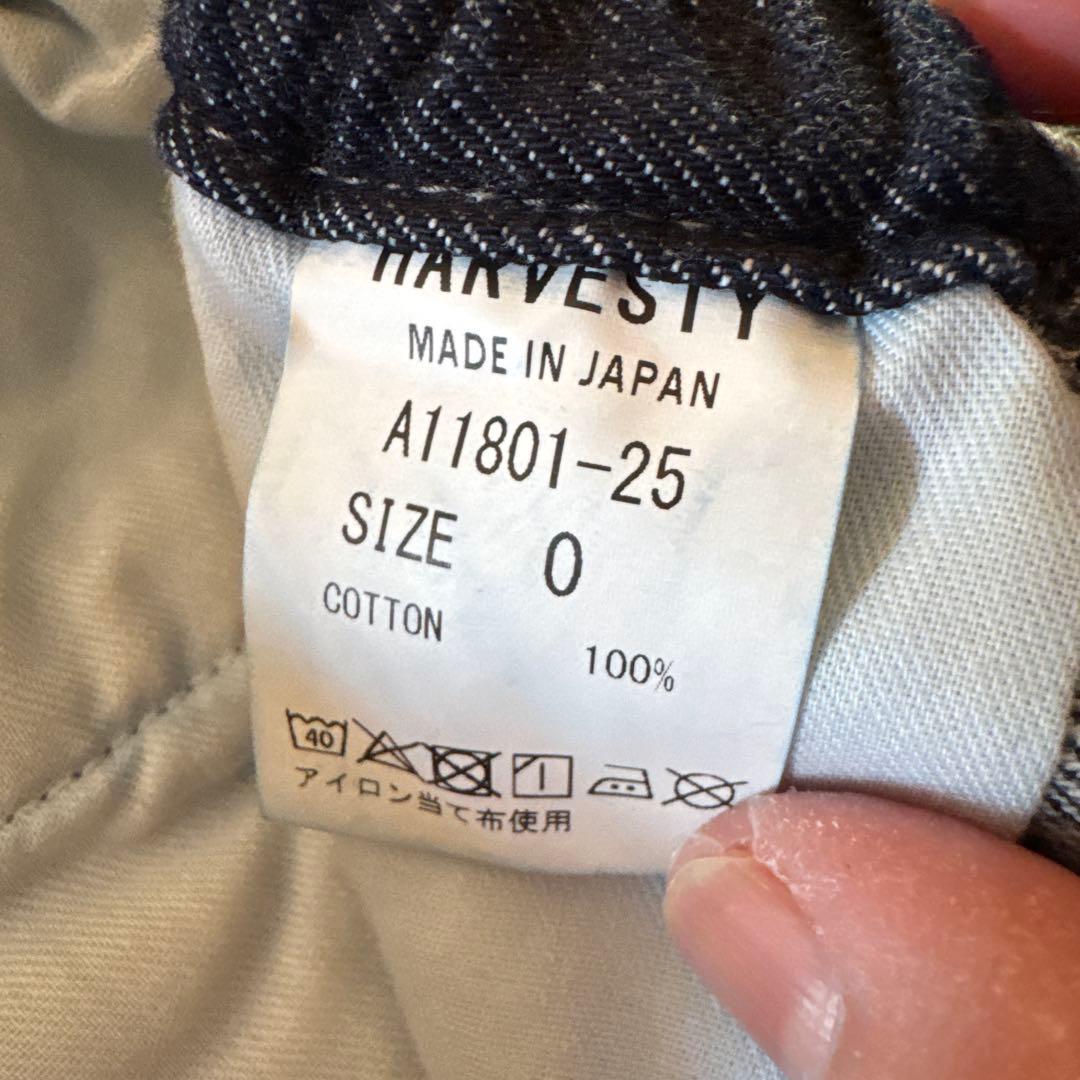 HARVESTY
MADE IN JAPAN
A11801-25
SIZE 0
COTTON 100%
40
アイロン当て布使用